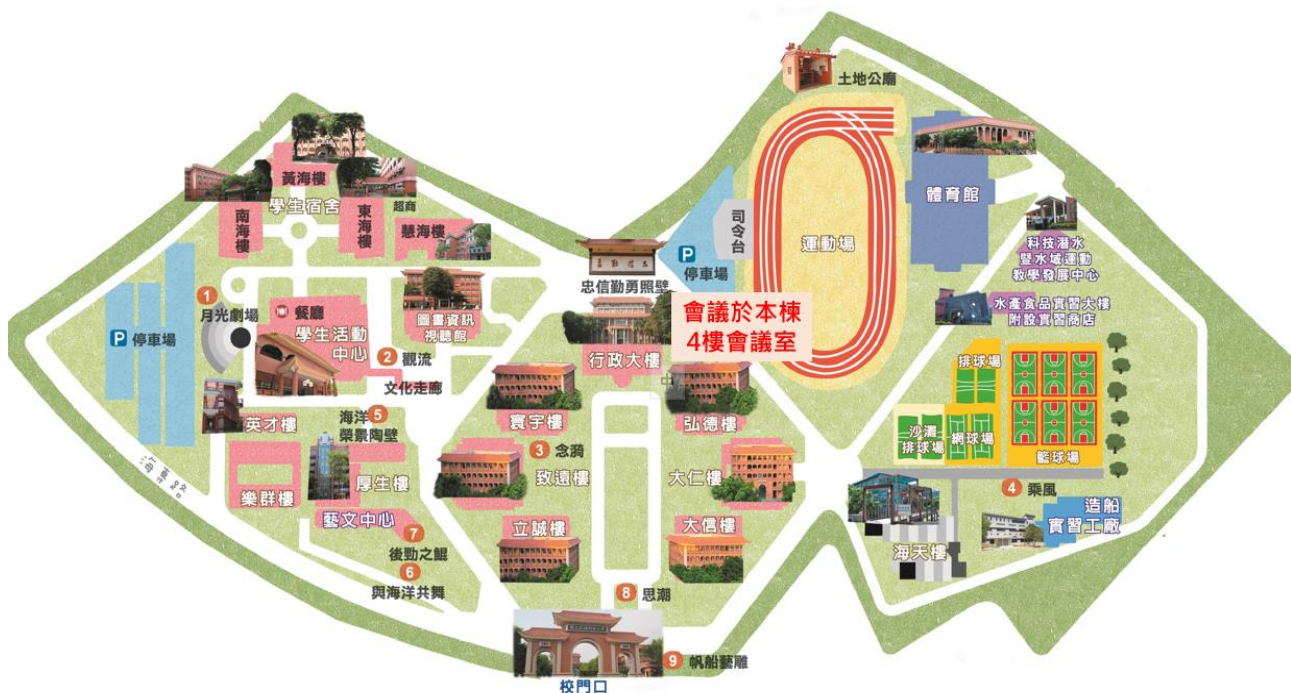 土地公廟
黃海樓
學生宿舍
南海樓
東海樓
超商
慧海樓
司令台
運動場
體育館
P
停車場
科技潛水
暨水域運動
教學發展中心
忠信勤勇照壁
1
月光劇場
餐廳
學生活動
中心
圖書資訊
視聽館
會議於本棟
4樓會議室
水產食品實習大樓
附設實習商店
P 停車場
2 觀流
文化走廊
行政大樓
中
排球場
英才樓
海洋 5
榮景陶壁
寰宇樓
弘德樓
沙灘
排球場
網球場
籃球場
3 念漪
致遠樓
大仁樓
海專路
樂群樓
厚生樓
4 乘風
藝文中心
立誠樓
大信樓
造船
實習工廠
7
後勁之鯤
海天樓
6
與海洋共舞
8 思潮
9 帆船藝雕
校門口